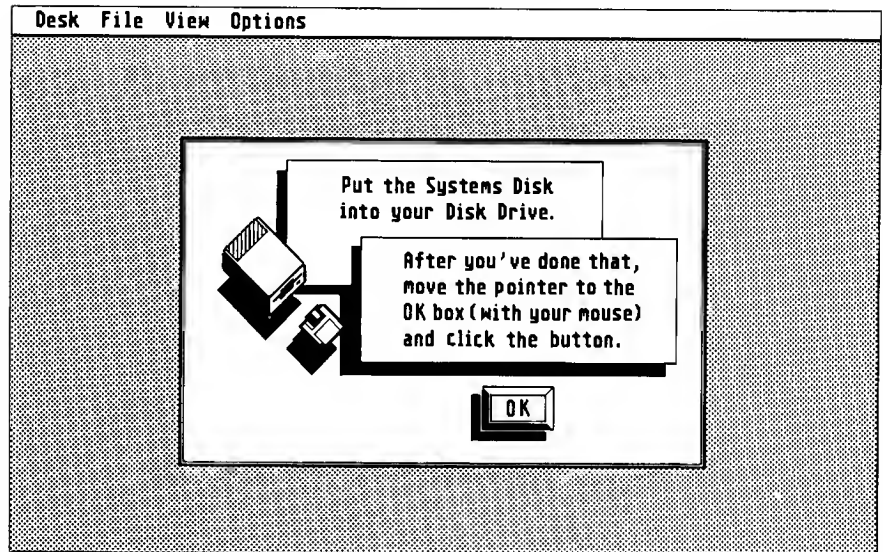 Desk File View Options
Put the Systems Disk
into your Disk Drive.
After you've done that,
move the pointer to the
OK box(with your mouse)
and click the button.
OK